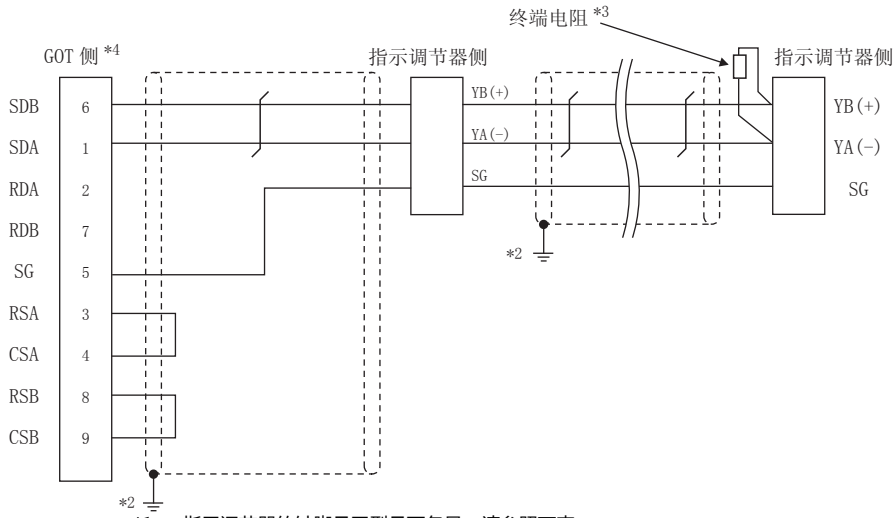 终端电阻 *3
GOT 侧 *4
指示调节器侧
指示调节器侧
SDB 6
YB(+)
YB(+)
SDA 1
YA(-)
YA(-)
RDA 2
SG
SG
RDB 7
SG 5
*2
RSA 3
CSA 4
RSB 8
CSB 9
*2